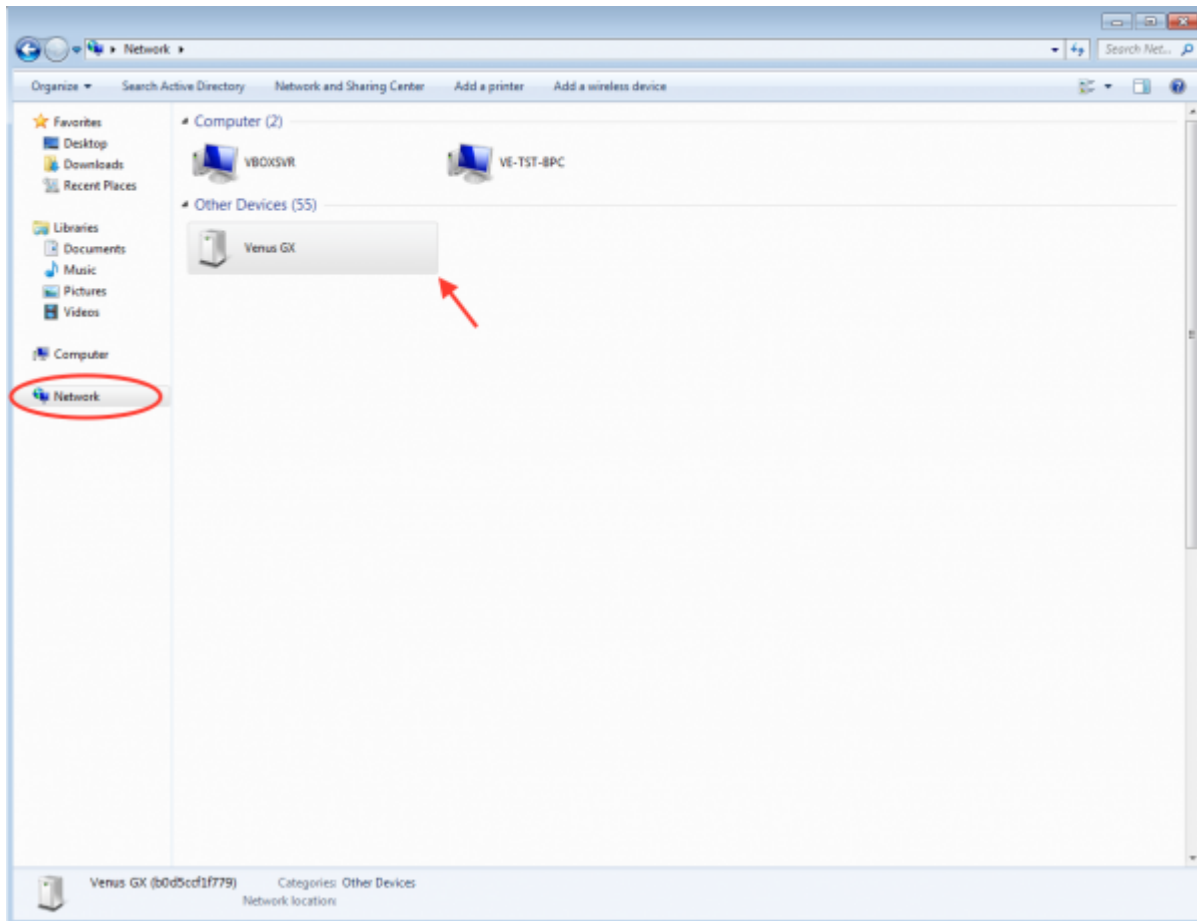 Network
Search Net...
Organize
Search Active Directory
Network and Sharing Center
Add a printer
Add a wireless device
Favorites
Desktop
Downloads
Recent Places
Libraries
Documents
Music
Pictures
Videos
Computer
Network
Computer (2)
VBOXSVR
VE-TST-8PC
Other Devices (55)
Venus GX
Venus GX (b0d5ccd1f779)
Categories: Other Devices
Network location: